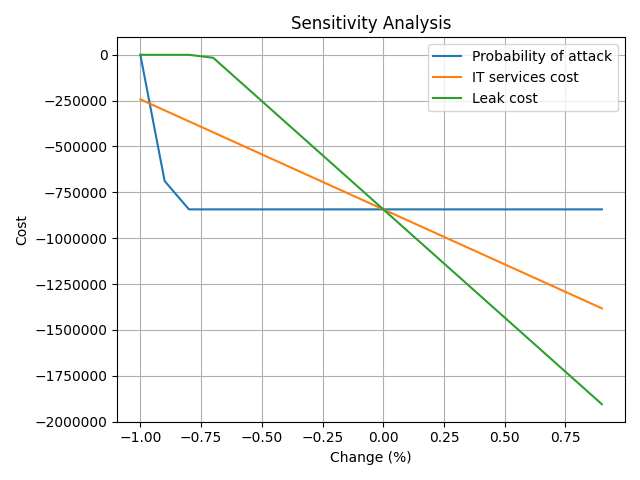 Sensitivity Analysis
0
−250000
−500000
−750000
−1000000
−1250000
−1500000
−1750000
−2000000
Cost
Probability of attack
IT services cost
Leak cost
−1.00 −0.75 −0.50 −0.25 0.00 0.25 0.50 0.75
Change (%)